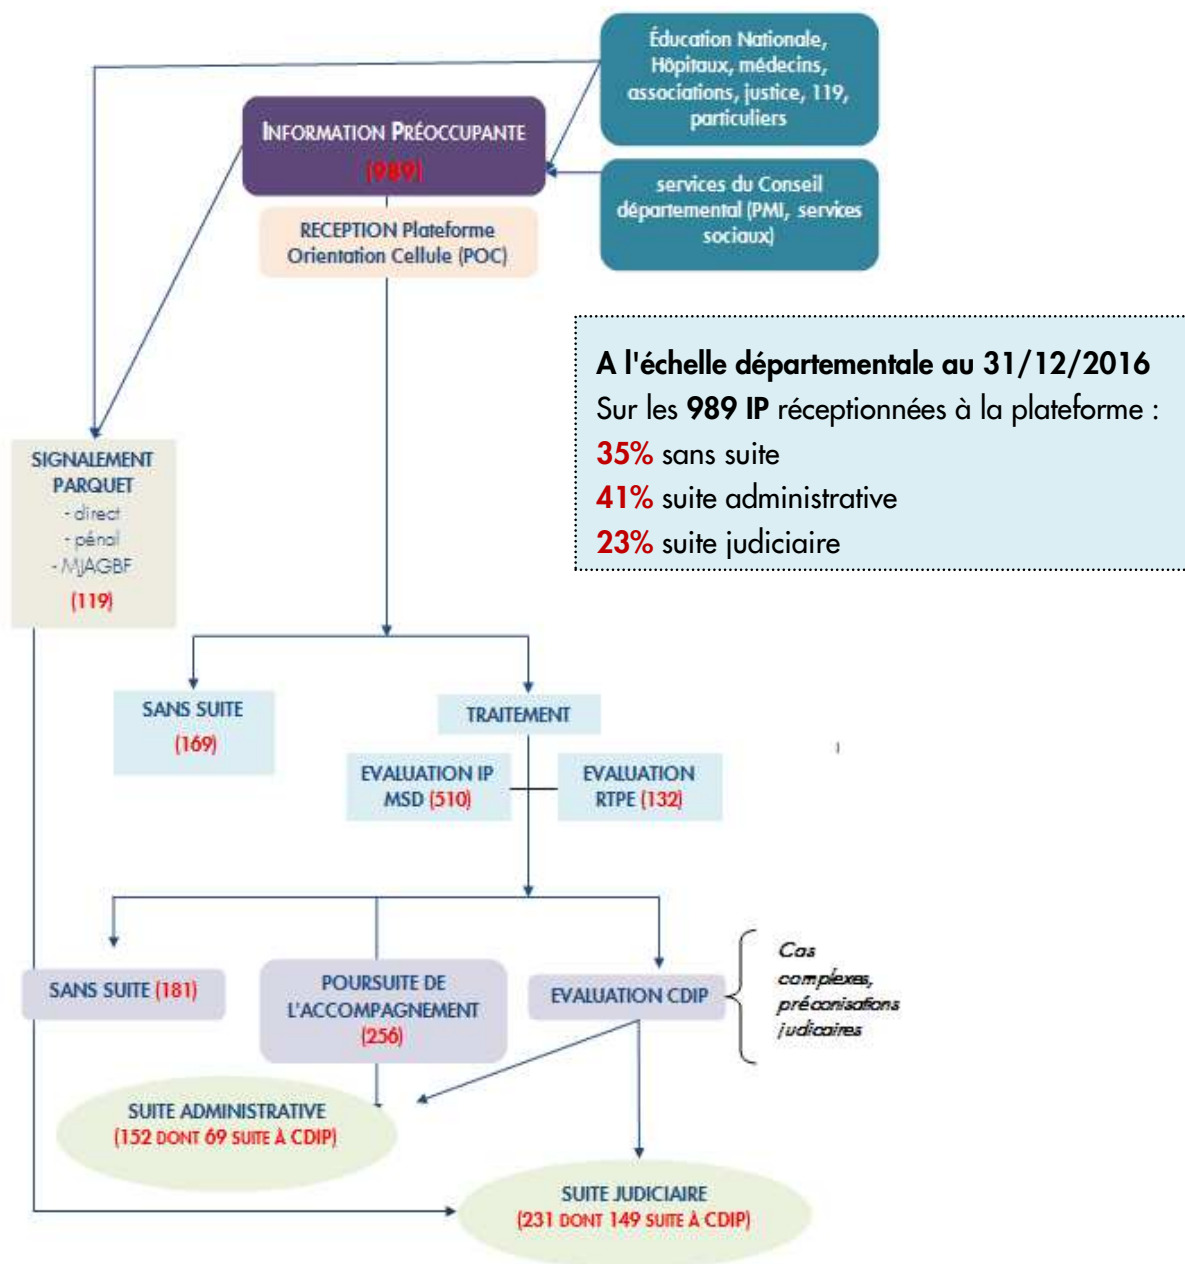 Éducation Nationale,
Hôpitaux, médecins,
associations, justice, 119,
particuliers
INFORMATION PRÉOCCUPANTE
(989)
services du Conseil
départemental (PMI, services
sociaux)
RECEPTION Plateforme
Orientation Cellule (POC)
A l'échelle départementale au 31/12/2016
Sur les 989 IP réceptionnées à la plateforme :
35% sans suite
41% suite administrative
23% suite judiciaire
SIGNALEMENT
PARQUET
- direct
- pénal
- MJAGBF
(119)
SANS SUITE
(169)
TRAITEMENT
EVALUATION IP
MSD (510)
EVALUATION
RTPE (132)
SANS SUITE (181)
POURSUITE DE
L'ACCOMPAGNEMENT
(256)
EVALUATION CDIP
Cas
complexes,
préconisations
judicaires
SUITE ADMINISTRATIVE
(152 DONT 69 SUITE À CDIP)
SUITE JUDICIAIRE
(231 DONT 149 SUITE À CDIP)